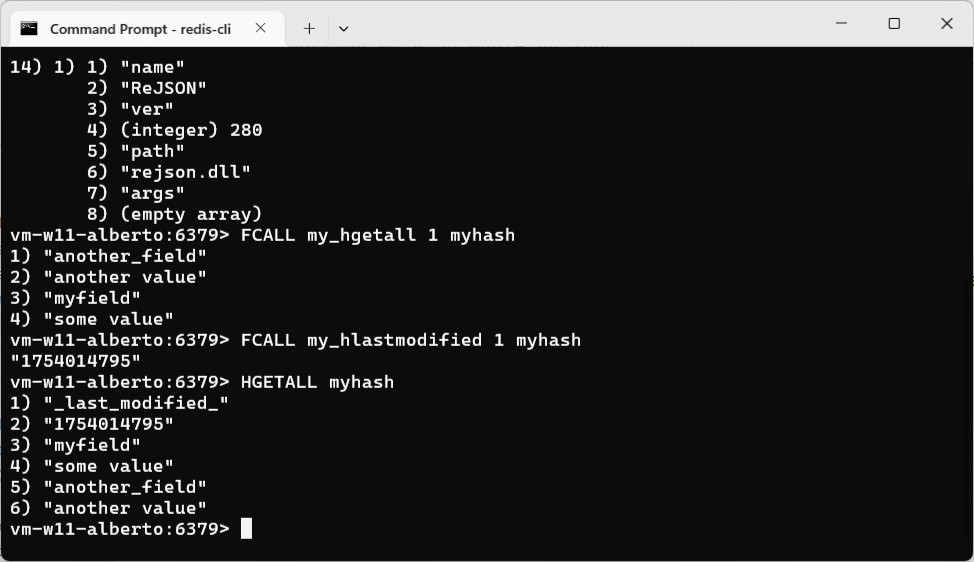 Command Prompt - redis-cli
14) 1) 1) "name"
2) "ReJSON"
3) "ver"
4) (integer) 280
5) "path"
6) "rejson.dll"
7) "args"
8) (empty array)
vm-w11-alberto:6379> FCALL my_hgetall 1 myhash
1) "another_field"
2) "another value"
3) "myfield"
4) "some value"
vm-w11-alberto:6379> FCALL my_hlastmodified 1 myhash
"1754014795"
vm-w11-alberto:6379> HGETALL myhash
1) "_last_modified_"
2) "1754014795"
3) "myfield"
4) "some value"
5) "another_field"
6) "another value"
vm-w11-alberto:6379>